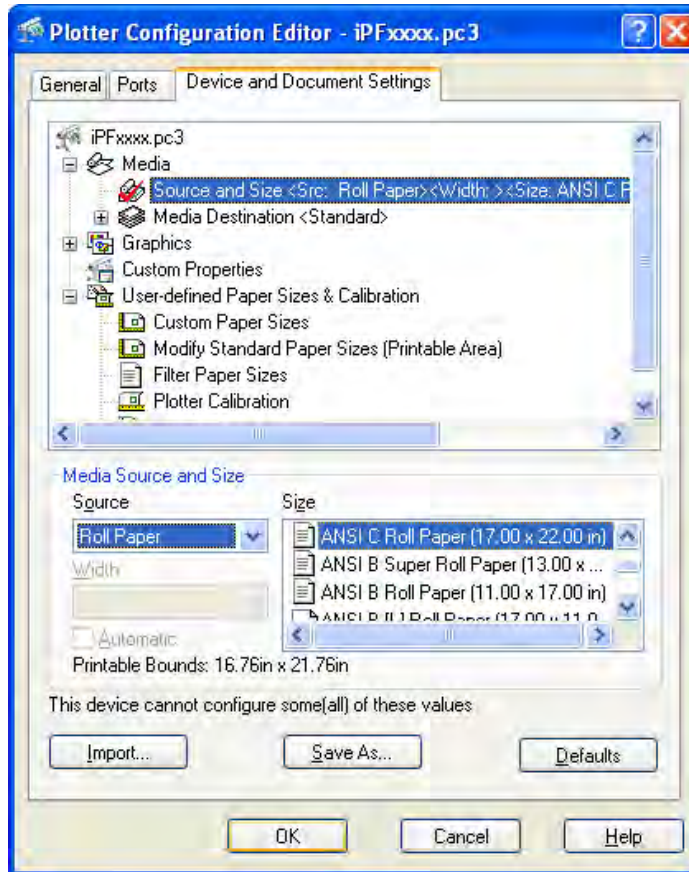 Plotter Configuration Editor - iPFxxxx.pc3
General Ports Device and Document Settings
iPFxxxx.pc3
Media
Source and Size <Src: Roll Paper><Width: ><Size: ANSI C
Media Destination <Standard>
Graphics
Custom Properties
User-defined Paper Sizes & Calibration
Custom Paper Sizes
Modify Standard Paper Sizes (Printable Area)
Filter Paper Sizes
Plotter Calibration
Media Source and Size
Source
Size
Roll Paper
Width
Automatic
ANSI C Roll Paper (17.00 x 22.00 in)
ANSI B Super Roll Paper (13.00 x ...
ANSI B Roll Paper (11.00 x 17.00 in)
Printable Bounds: 16.76in x 21.76in
This device cannot configure some(all) of these values
Import...
Save As...
Defaults
OK
Cancel
Help